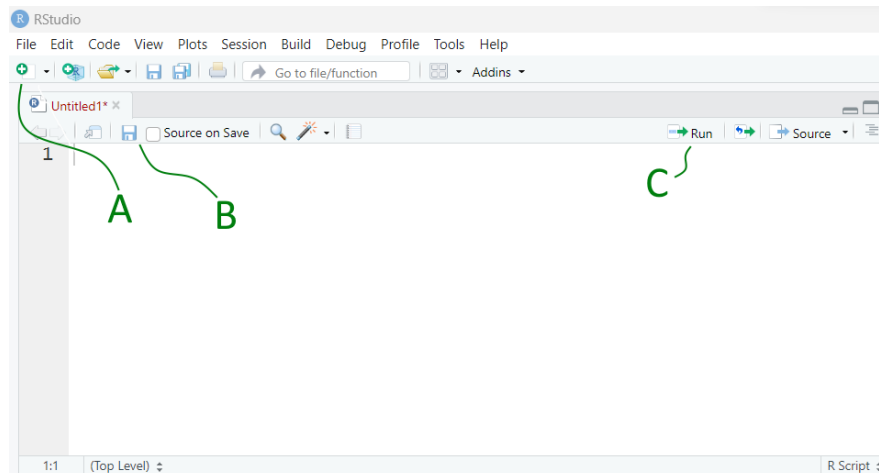 R RStudio
File Edit Code View Plots Session Build Debug Profile Tools Help
R Go to file/function Addins
R Untitled1*
Source on Save Run Source
1
A B C
1:1 (Top Level) R Script